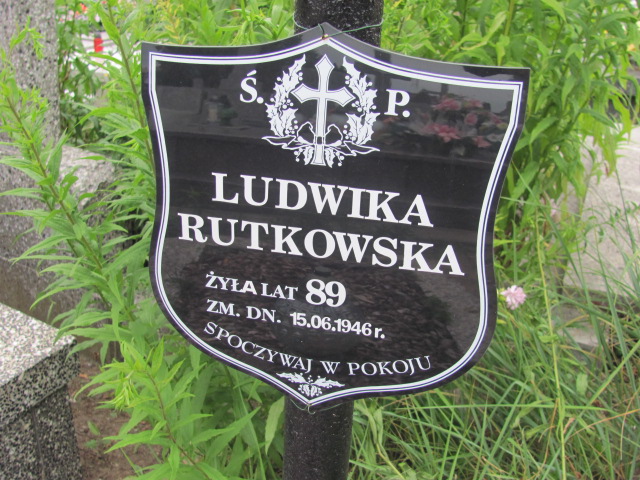 Ś. P.
LUDWIKA
RUTKOWSKA
ŻYŁA LAT 89
ZM. DN. 15.06.1946 r.
SPOCZYWAJ W POKOJU